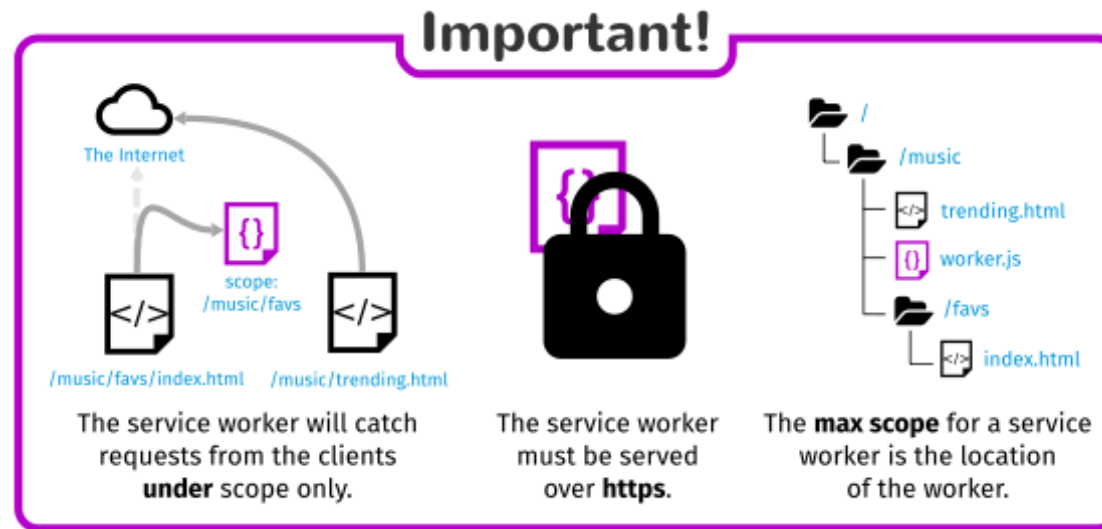 Important!
The Internet
{}
scope:
/music/favs
</>
</>
/music/favs/index.html
/music/trending.html
The service worker will catch
requests from the clients
under scope only.
{}
The service worker
must be served
over https.
/
/music
</>
trending.html
{}
worker.js
/favs
</>
index.html
The max scope for a service
worker is the location
of the worker.